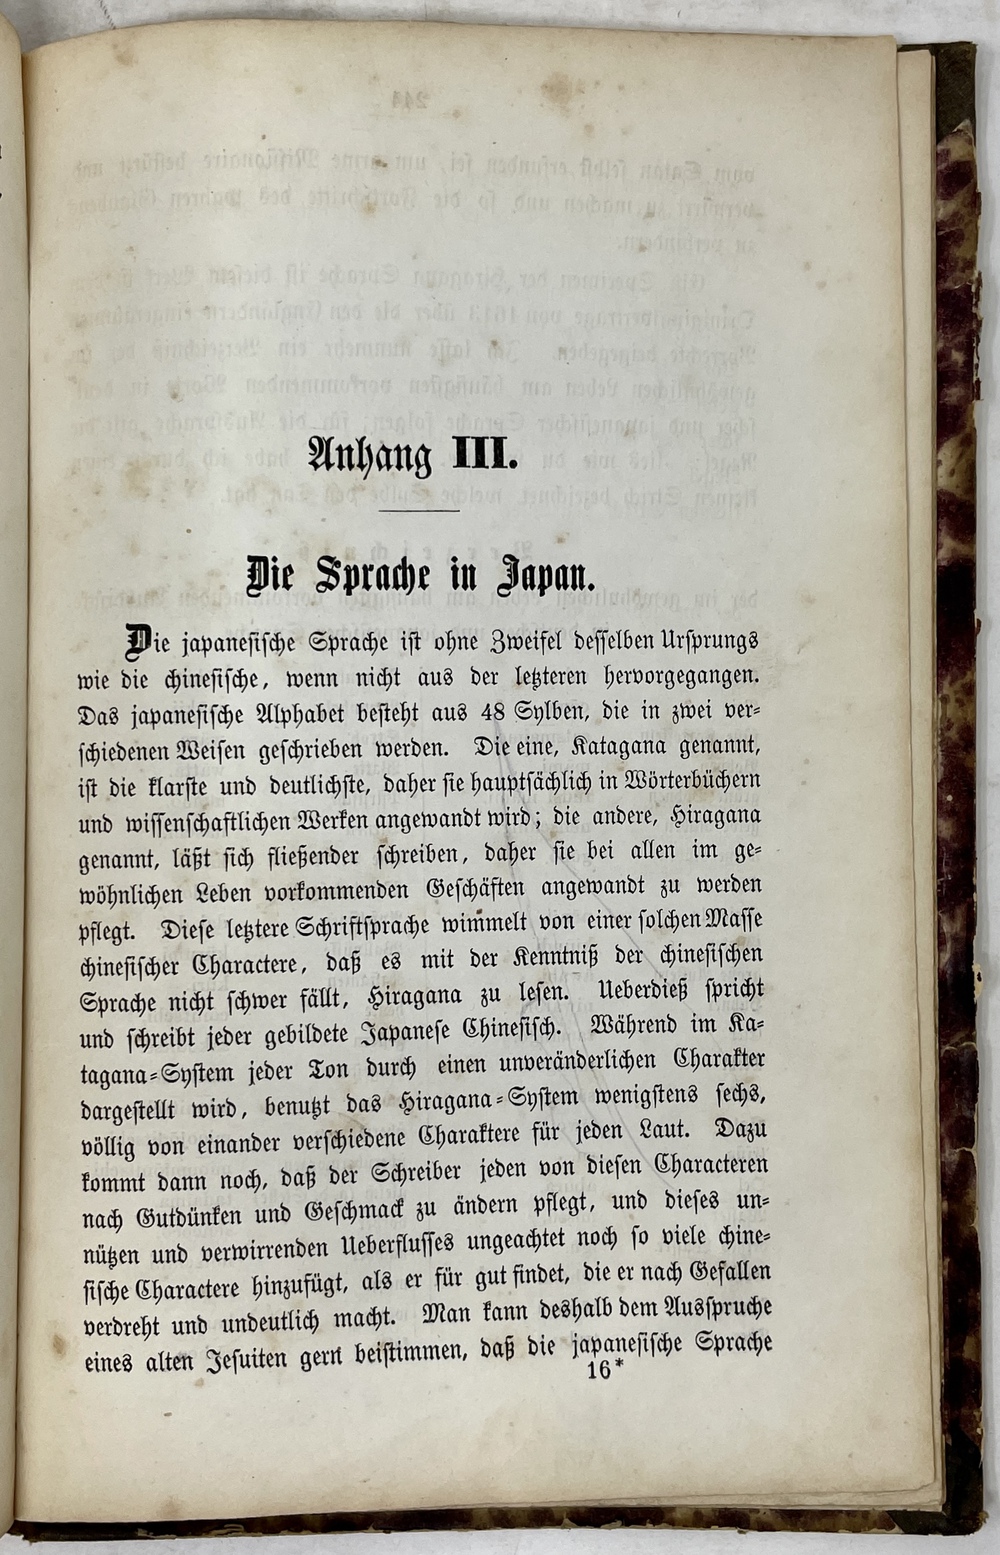 Anhang III.
Die Sprache in Japan.
Die japanesische Sprache ist ohne Zweifel desselben Ursprungs
wie die chinesische, wenn nicht aus der letzteren hervorgegangen.
Das japanesische Alphabet besteht aus 48 Sylben, die in zwei ver-
schiedenen Weisen geschrieben werden. Die eine, Katagana genannt,
ist die klarste und deutlichste, daher sie hauptsächlich in Wörterbüchern
und wissenschaftlichen Werken angewandt wird; die andere, Hiragana
genannt, läßt sich fließender schreiben, daher sie bei allen im ge-
wöhnlichen Leben vorkommenden Geschäften angewandt zu werden
pflegt. Diese letztere Schriftsprache wimmelt von einer solchen Masse
chinesischer Charactere, daß es mit der Kenntniß der chinesischen
Sprache nicht schwer fällt, Hiragana zu lesen. Ueberdieß spricht
und schreibt jeder gebildete Japanese Chinesisch. Während im Ka-
tagana-System jeder Ton durch einen unveränderlichen Charakter
dargestellt wird, benutzt das Hiragana-System wenigstens sechs,
völlig von einander verschiedene Charaktere für jeden Laut. Dazu
kommt dann noch, daß der Schreiber jeden von diesen Characteren
nach Gutdünken und Geschmack zu ändern pflegt, und dieses un-
nützen und verwirrenden Ueberflusses ungeachtet noch so viele chine-
sische Charactere hinzufügt, als er für gut findet, die er nach Gefallen
verdreht und undeutlich macht. Man kann deshalb dem Ausspruche
eines alten Jesuiten gern beistimmen, daß die japanesische Sprache
16*